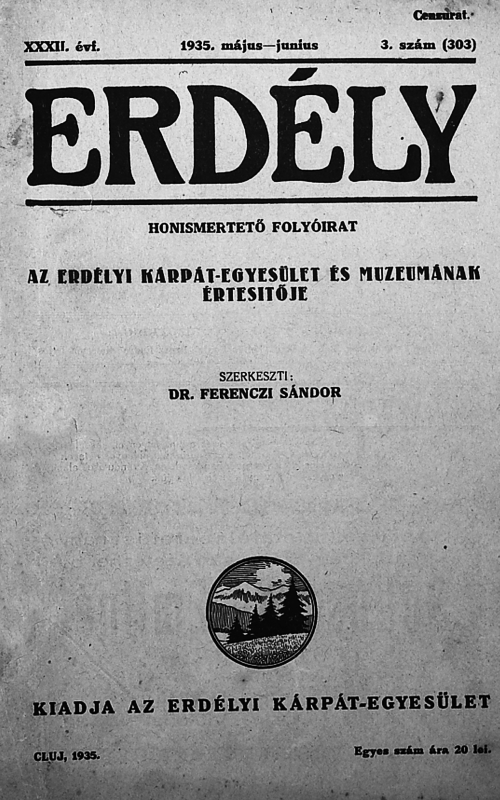 Censurat.
XXXII. évf. 1935. május—junius 3. szám (303)
ERDÉLY
HONISMERTETŐ FOLYÓIRAT
AZ ERDÉLYI KÁRPÁT-EGYESÜLET ÉS MUZEUMÁNAK
ÉRTESITŐJE
SZERKESZTI:
DR. FERENCZI SÁNDOR
KIADJA AZ ERDÉLYI KÁRPÁT-EGYESÜLET
CLUJ, 1935. Egyes szám ára 20 lei.